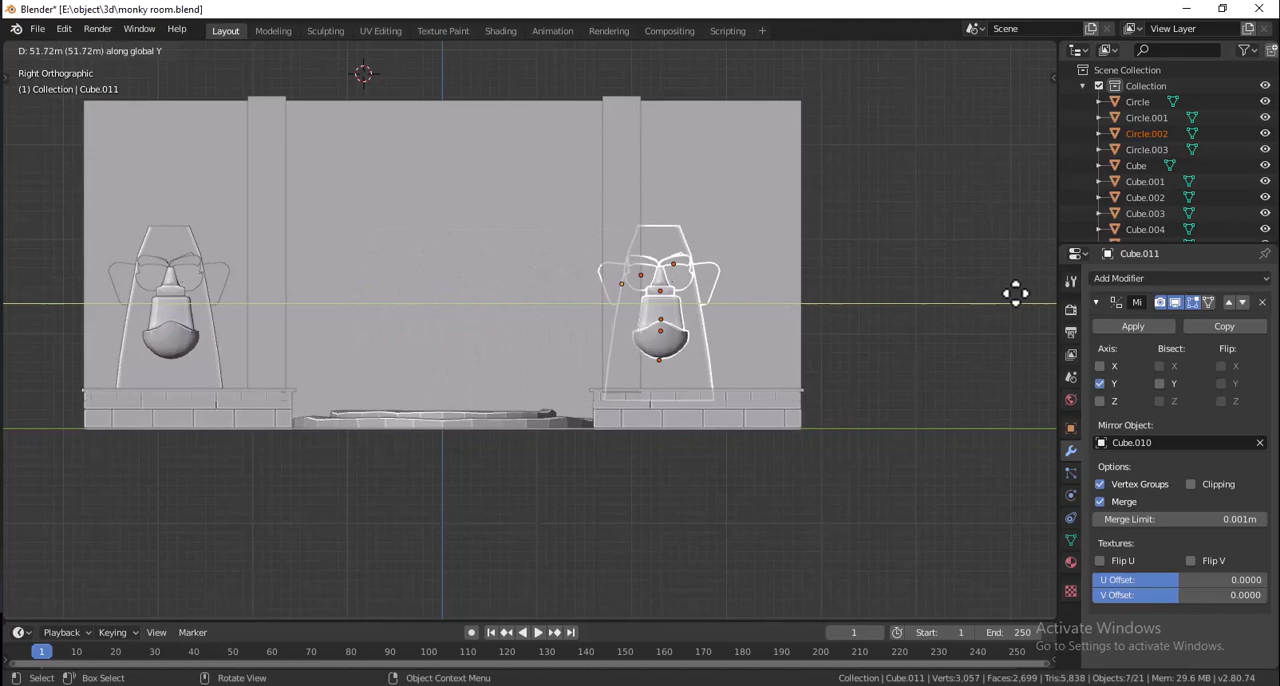 Blender* [E:\object\3d\monky room.blend]
File Edit Render Window Help Layout Modeling Sculpting UV Editing Texture Paint Shading Animation Rendering Compositing Scripting + Scene View Layer
D: 51.72m (51.72m) along global Y
Right Orthographic
(1) Collection | Cube.011
Scene Collection
Collection
Circle
Circle.001
Circle.002
Circle.003
Cube
Cube.001
Cube.002
Cube.003
Cube.004
Cube.011
Add Modifier
Mi
Apply Copy
Axis: Bisect: Flip:
X X X
Y Y Y
Z Z Z
Mirror Object:
Cube.010
Options:
Vertex Groups Clipping
Merge
Merge Limit: 0.001m
Textures:
Flip U Flip V
U Offset: 0.0000
V Offset: 0.0000
Activate Windows
Go to Settings to activate Windows.
Playback Keying View Marker 1 Start: 1 End: 250
1 10 20 30 40 50 60 70 80 90 100 110 120 130 140 150 160 170 180 190 200 210 220 230 240 250
Select Box Select Rotate View Object Context Menu Collection | Cube.011 | Verts:3,057 | Faces:2,699 | Tris:5,838 | Objects:7/21 | Mem: 29.6 MB | v2.80.74